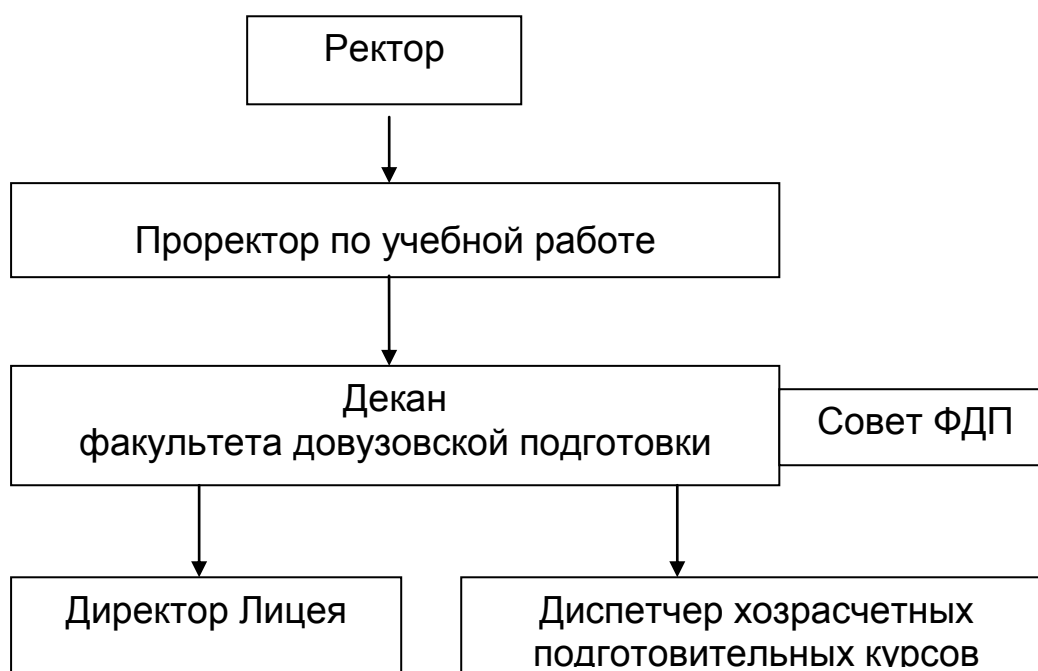 Ректор
Проректор по учебной работе
Декан
факультета довузовской подготовки
Совет ФДП
Директор Лицея
Диспетчер хозрасчетных
подготовительных курсов